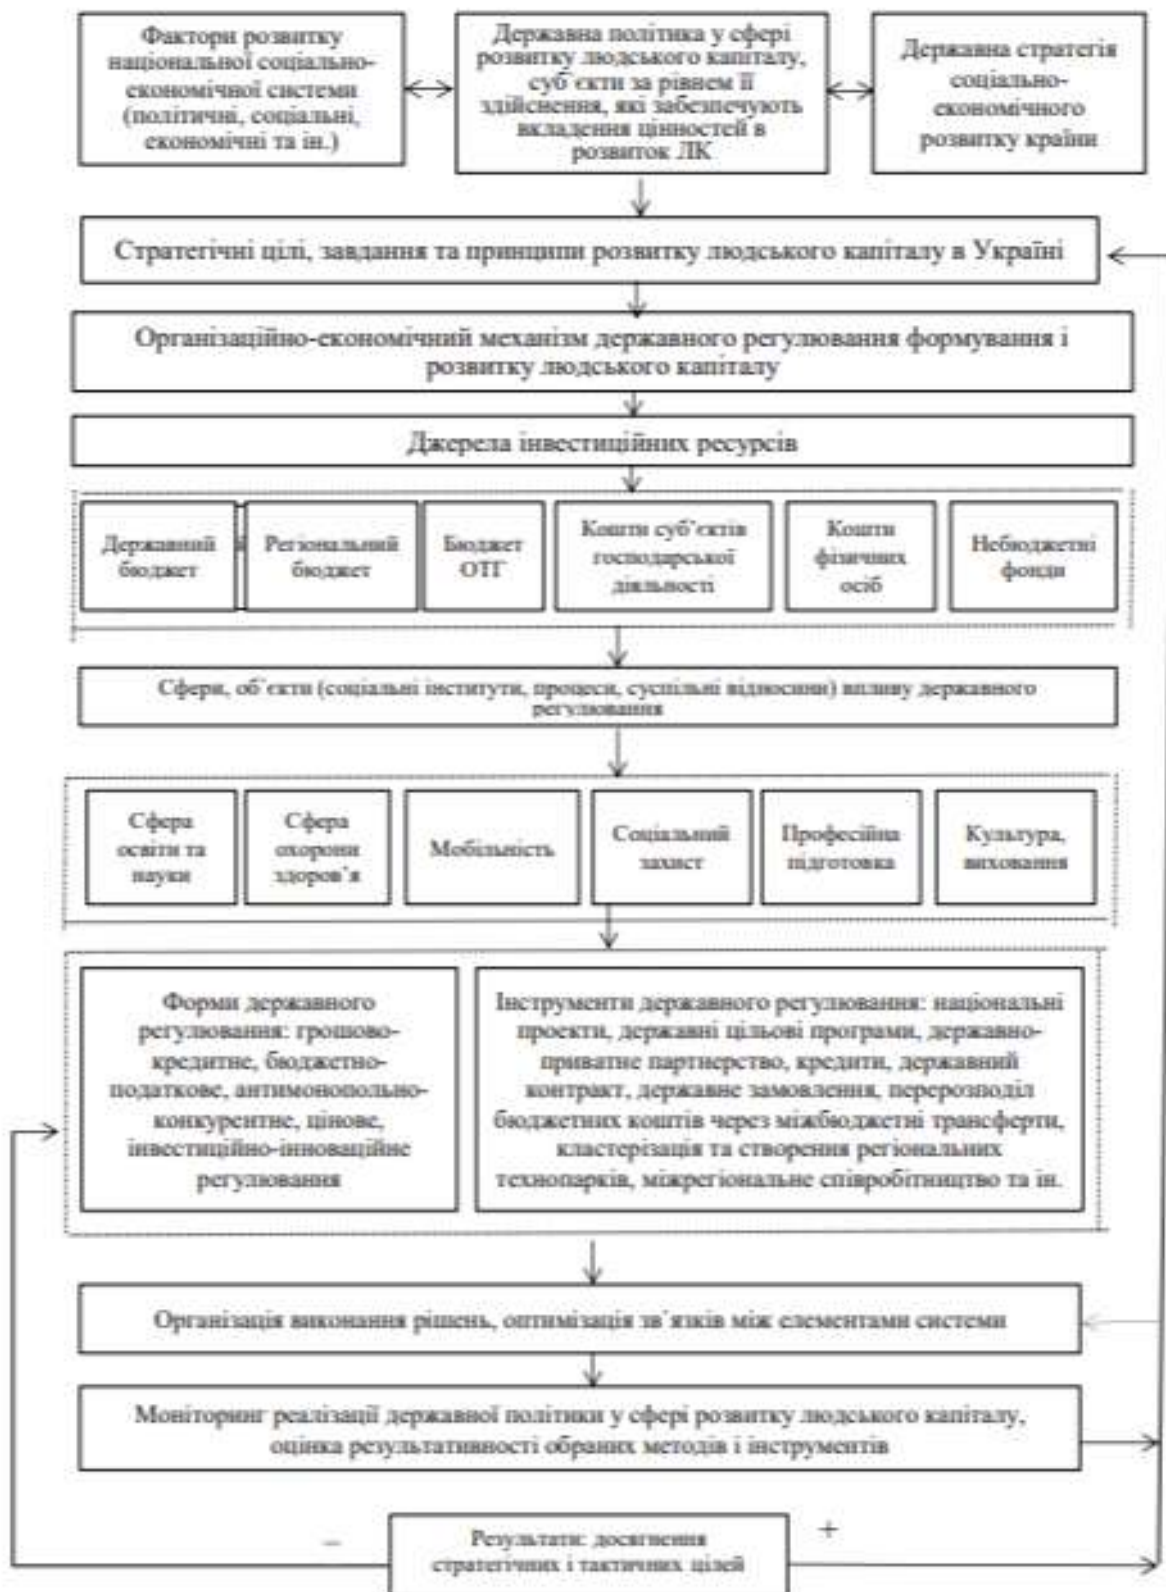 Фактори розвитку
національної соціально-
економічної системи
(політичні, соціальні,
економічні та ін.)
Державна політика у сфері
розвитку людського капіталу,
суб'єкти за рівнем її
здійснення, які забезпечують
вкладення цінностей в
розвиток ЛК
Державна стратегія
соціально-
економічного
розвитку країни
Стратегічні цілі, завдання та принципи розвитку людського капіталу в Україні
Організаційно-економічний механізм державного регулювання формування і
розвитку людського капіталу
Джерела інвестиційних ресурсів
Державний
бюджет
Регіональний
бюджет
Бюджет
ОТГ
Кошти суб'єктів
господарської
діяльності
Кошти
фізичних
осіб
Небюджетні
фонди
Сфери, об'єкти (соціальні інститути, процеси, суспільні відносини) впливу державного
регулювання
Сфера
освіти та
науки
Сфера
охорони
здоров'я
Мобільність
Соціальний
захист
Професійна
підготовка
Культура,
виховання
Форми державного
регулювання: грошово-
кредитне, бюджетно-
податкове, антимонопольно-
конкурентне, цінове,
інвестиційно-інноваційне
регулювання
Інструменти державного регулювання: національні
проекти, державні цільові програми, державно-
приватне партнерство, кредити, державний
контракт, державне замовлення, перерозподіл
бюджетних коштів через міжбюджетні трансферти,
кластерізація та створення регіональних
технопарків, міжрегіональне співробітництво та ін.
Організація виконання рішень, оптимізація зв'язків між елементами системи
Моніторинг реалізації державної політики у сфері розвитку людського капіталу,
оцінка результативності обраних методів і інструментів
–
Результати: досягнення
стратегічних і тактичних цілей
+